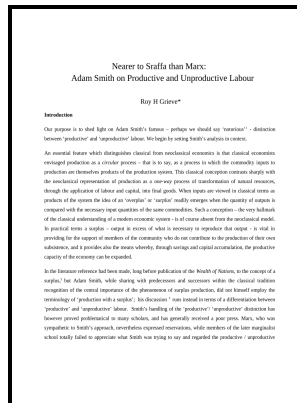 Nearer to Sraffa than Marx:
Adam Smith on Productive and Unproductive Labour
Roy H Grieve*
Introduction
Our purpose is to shed light on Adam Smith's famous – perhaps we should say 'notorious' - distinction
between 'productive' and 'unproductive' labour. We begin by setting Smith's analysis in context.
An essential feature which distinguishes classical from neoclassical economics is that classical economists
envisaged production as a circular process – that is to say, as a process in which the commodity inputs to
production are themselves products of the production system. This classical conception contrasts sharply with
the neoclassical representation of production as a one-way process of transformation of natural resources,
through the application of labour and capital, into final goods. When inputs are viewed in classical terms as
products of the system the idea of an 'overplus' or 'surplus' readily emerges when the quantity of outputs is
compared with the necessary input quantities of the same commodities. Such a conception – the very hallmark
of the classical understanding of a modern economic system - is of course absent from the neoclassical model.
In practical terms a surplus – output in excess of what is necessary to reproduce that output - is vital in
providing for the support of members of the community who do not contribute to the production of their own
subsistence, and it provides also the means whereby, through savings and capital accumulation, the productive
capacity of the economy can be expanded.
In the literature reference had been made, long before publication of the Wealth of Nations, to the concept of a
surplus, but Adam Smith, while sharing with predecessors and successors within the classical tradition
recognition of the central importance of the phenomenon of surplus production, did not himself employ the
terminology of 'production with a surplus'; his discussion runs instead in terms of a differentiation between
'productive' and 'unproductive' labour. Smith's handling of the 'productive'/ 'unproductive' distinction has
however proved problematical to many scholars, and has generally received a poor press. Marx, who was
sympathetic to Smith's approach, nevertheless expressed reservations, while members of the later marginalist
school totally failed to appreciate what Smith was trying to say and regarded the productive / unproductive